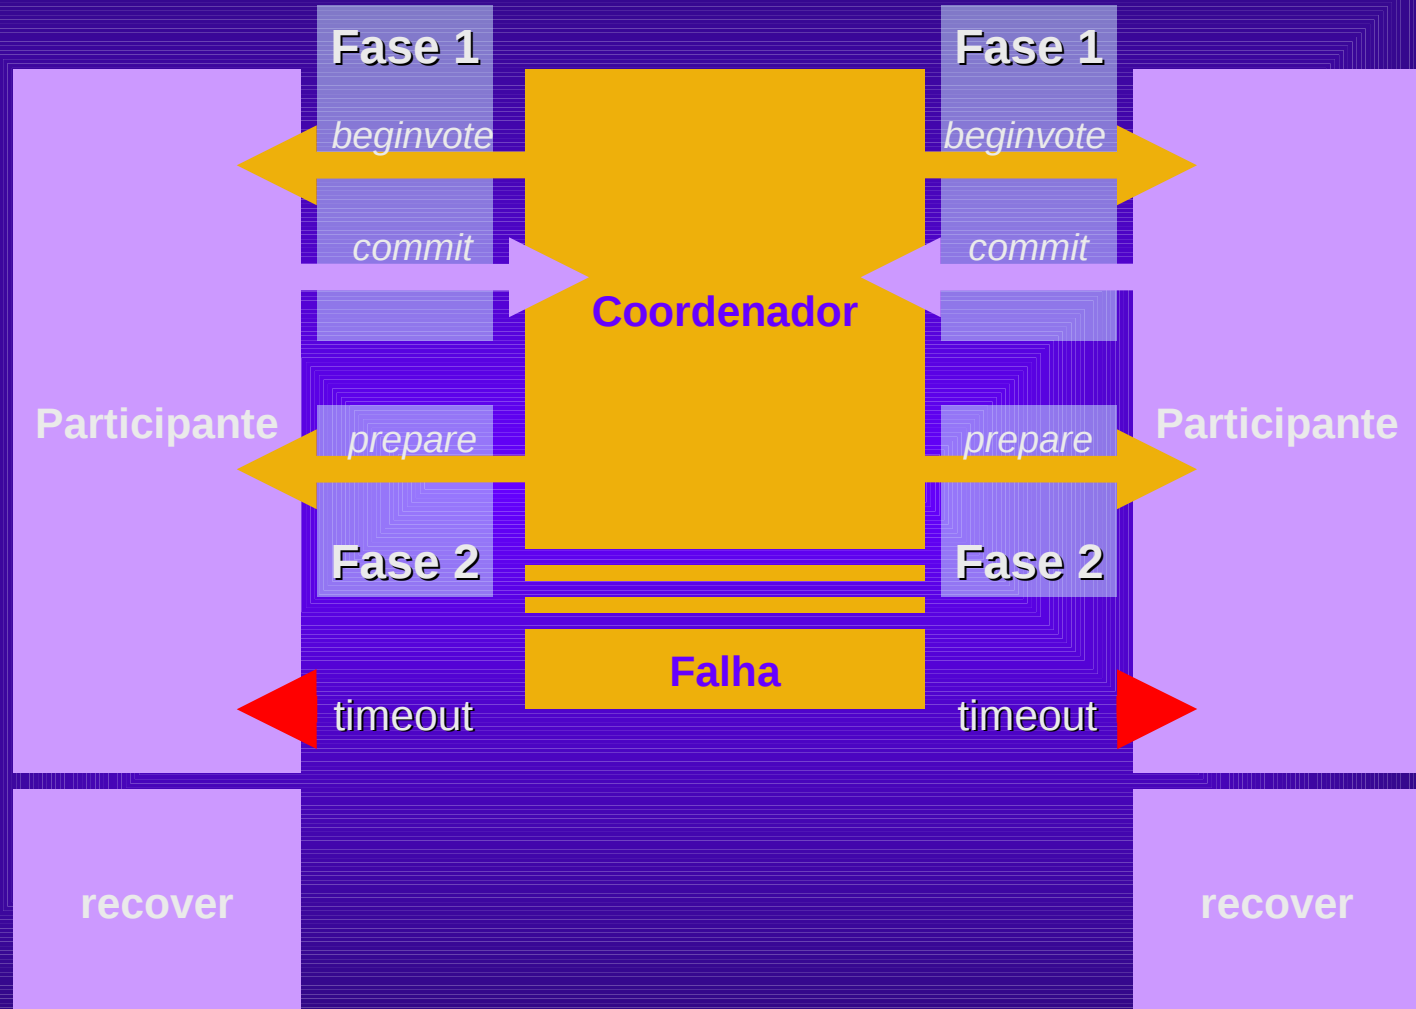 Fase 1
Fase 1
beginvote
beginvote
commit
commit
Coordenador
Participante
Participante
prepare
prepare
Fase 2
Fase 2
Falha
timeout
timeout
recover
recover